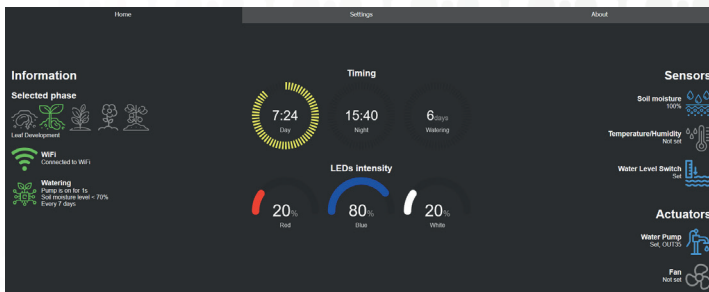 Home
Settings
About
Information
Selected phase
Leaf Development
WiFi
Connected to WiFi
Watering
Pump is on for 1s
Soil moisture level < 70%
Every 7 days
Timing
7:24
Day
15:40
Night
6days
Watering
LEDs intensity
20%
Red
80%
Blue
20%
White
Sensors
Soil moisture
100%
Temperature/Humidity
Not set
Water Level Switch
Set
Actuators
Water Pump
Set, OUT35
Fan
Not set